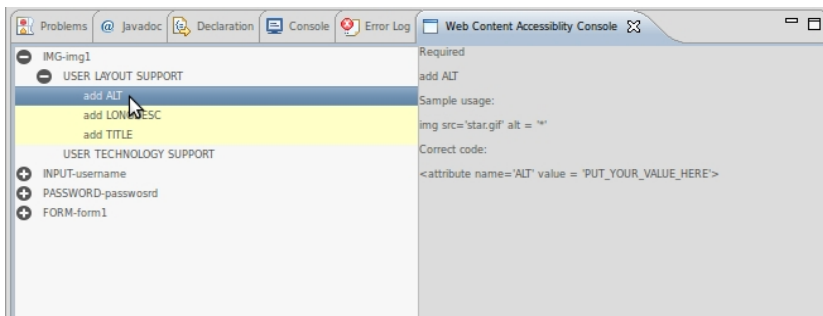 Problems @ Javadoc Declaration Console Error Log Web Content Accessiblity Console
IMG-img1
USER LAYOUT SUPPORT
add ALT
add LONGDESC
add TITLE
USER TECHNOLOGY SUPPORT
INPUT-username
PASSWORD-passwosrd
FORM-form1
Required
add ALT
Sample usage:
img src='star.gif' alt = '*'
Correct code:
<attribute name='ALT' value = 'PUT_YOUR_VALUE_HERE'>